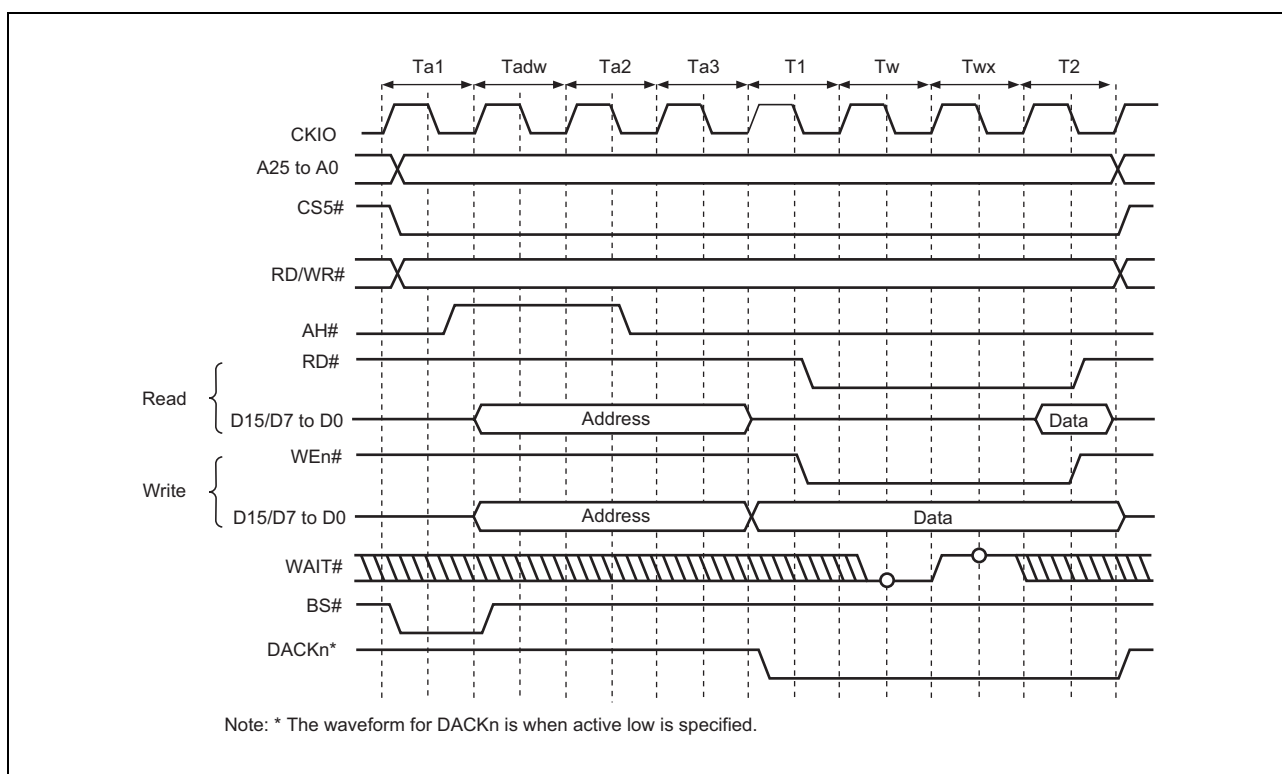 Ta1 Tadw Ta2 Ta3 T1 Tw Twx T2
CKIO
A25 to A0
CS5#
RD/WR#
AH#
RD#
Read
D15/D7 to D0 Address Data
WEn#
Write
D15/D7 to D0 Address Data
WAIT#
BS#
DACKn*
Note: * The waveform for DACKn is when active low is specified.